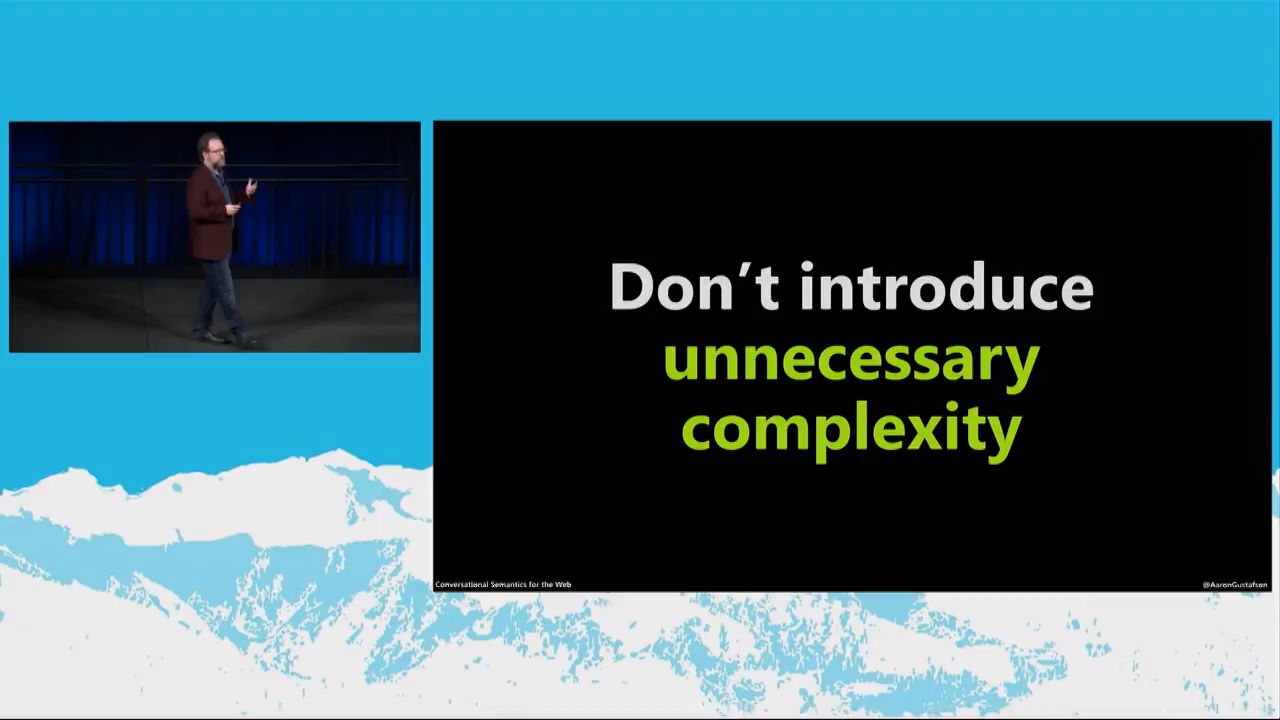 Don’t introduce
unnecessary
complexity
Conversational Semantics for the Web
@AaronGustafson